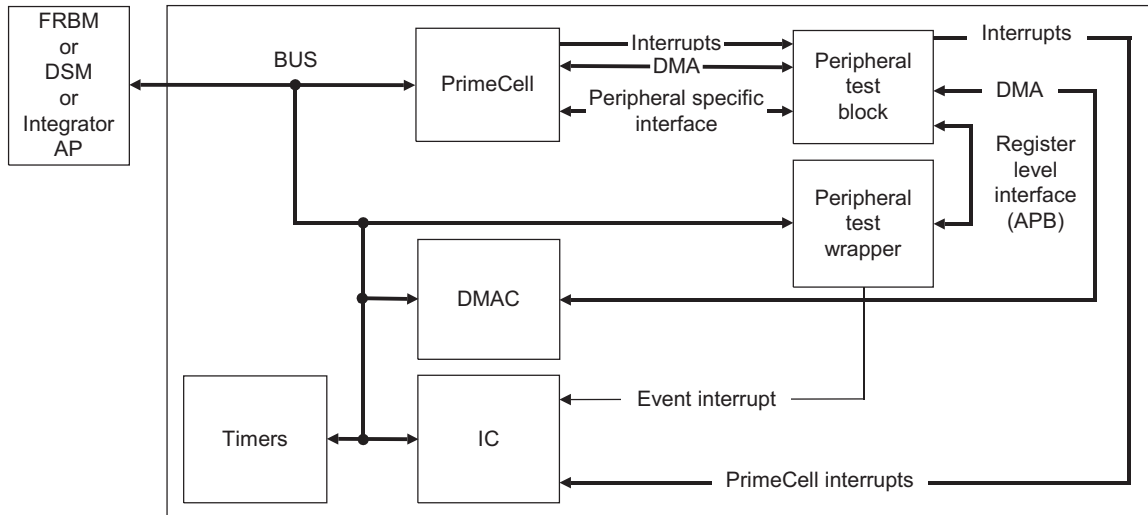 FRBM
or
DSM
or
Integrator
AP
BUS
PrimeCell
Interrupts
DMA
Peripheral specific
interface
Peripheral
test
block
Interrupts
DMA
Register
level
interface
(APB)
Peripheral
test
wrapper
DMAC
Timers
IC
Event interrupt
PrimeCell interrupts